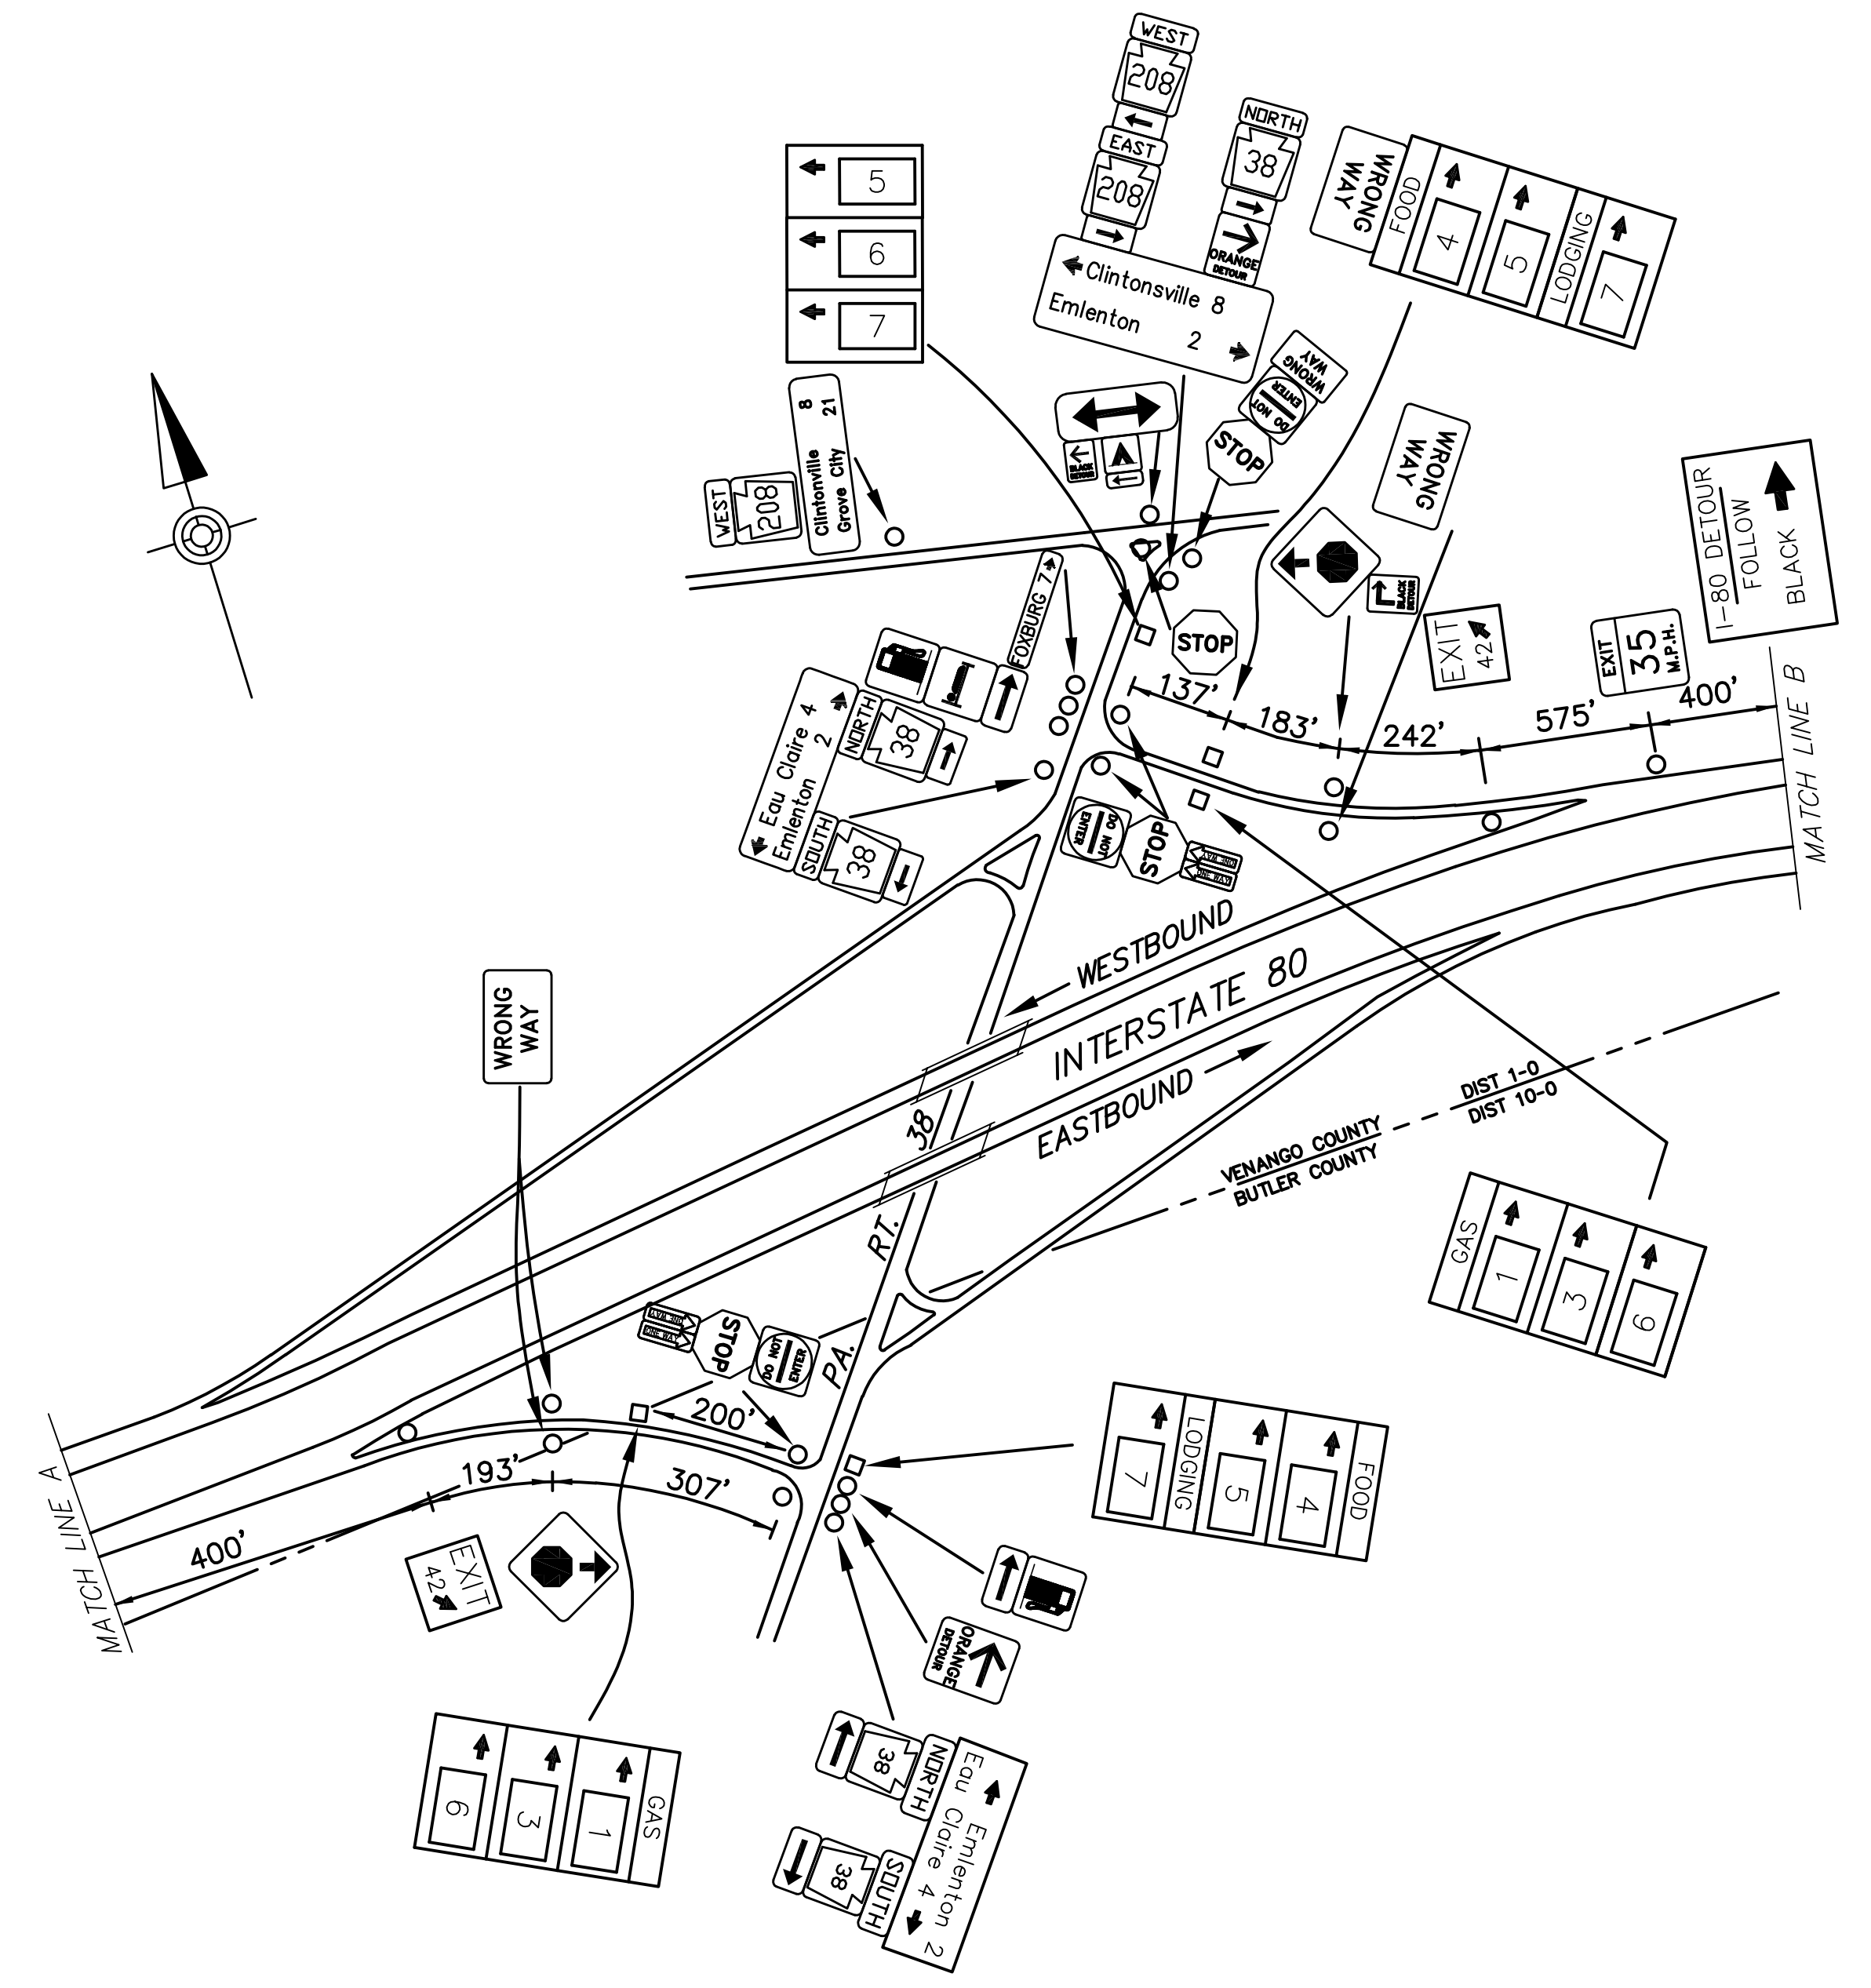 WEST
208
EAST
208
NORTH
38
ORANGE
DETOUR
Clintonsville 8
Emlenton 2
WRONG
WAY
FOOD
4
5
LODGING
7
5
6
7
WRONG
WAY
DO NOT
ENTER
STOP
BLACK
DETOUR
Clintonville 8
Grove City 21
WEST
208
WRONG
WAY
I-80 DETOUR
FOLLOW
BLACK
BLACK
DETOUR
EXIT
42
EXIT
35
M.P.H.
STOP
FOXBURG 7
Eau Claire 4
Emlenton 2
NORTH
38
SOUTH
38
137'
183'
242'
575'
400'
MATCH LINE B
DO NOT
ENTER
STOP
ONE WAY
ONE WAY
WESTBOUND
INTERSTATE 80
EASTBOUND
WRONG
WAY
PA. RT. 38
DIST 1-0
DIST 10-0
VENANGO COUNTY
BUTLER COUNTY
GAS
1
3
6
ONE WAY
ONE WAY
STOP
DO NOT
ENTER
200'
193'
307'
400'
MATCH LINE A
EXIT
42
FOOD
4
5
LODGING
7
ORANGE
DETOUR
GAS
1
3
6
NORTH
38
SOUTH
38
Emlenton 2
Eau Claire 4